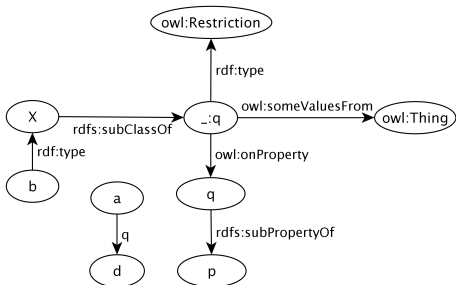 owl:Restriction
rdf:type
X
rdfs:subClassOf
_:q
owl:someValuesFrom
owl:Thing
rdf:type
owl:onProperty
b
a
q
q
rdfs:subPropertyOf
d
p